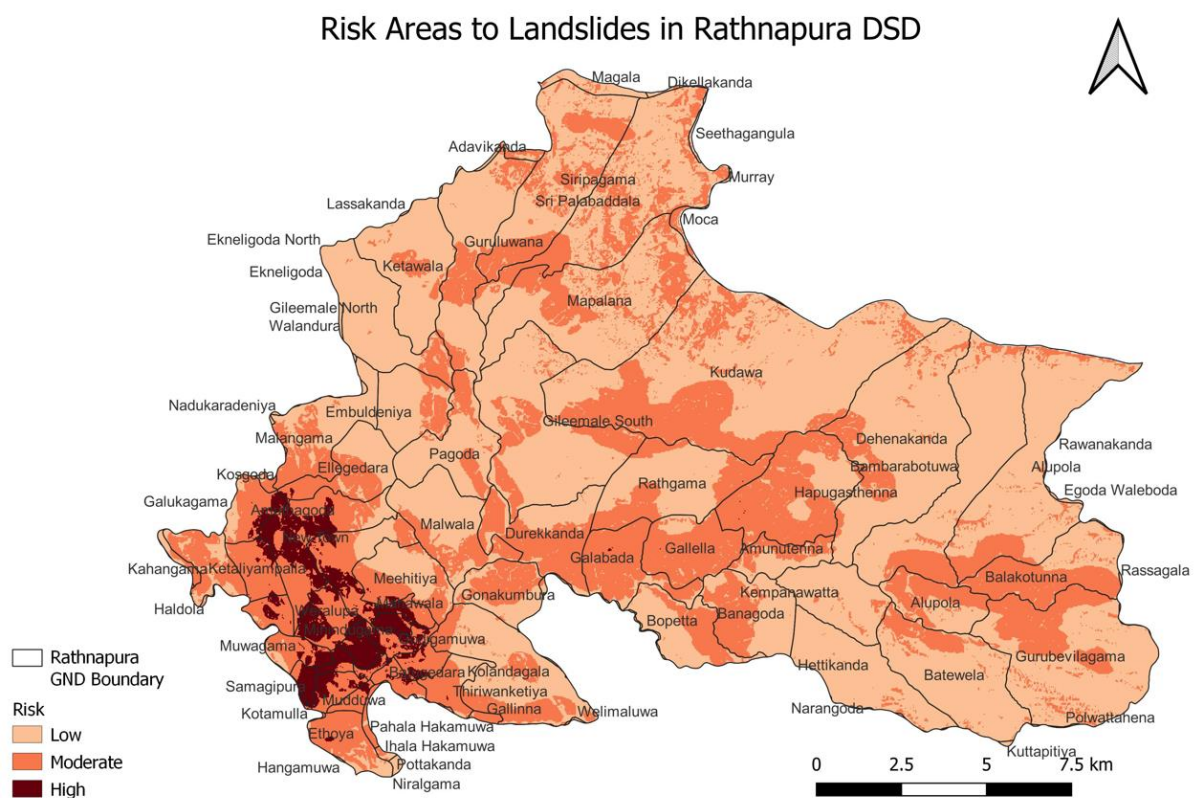 Risk Areas to Landslides in Rathnapura DSD
Magala
Dikellakanda
Seethagangula
Adavikanda
Siripagama
Murray
Sri Palabaddala
Lassakanda
Moca
Ekneligoda North
Guruluwana
Ekneligoda
Ketawala
Gileemale North
Mapalana
Walandura
Kudawa
Nadukaradeniya
Embuldeniya
Gileemale South
Malangama
Dehenakanda
Rawanakanda
Pagoda
Kosgoda
Ellegedara
Bambarabotuwa
Alupola
Rathgama
Hapugasthenna
Egoda Waleboda
Galukagama
Malwala
Durekkanda
Galabada
Gallella
Amunutenna
Kahangama
Ketaliyampalla
Meehitiya
Balakotunna
Rassagala
Haldola
Gonakumbura
Kempanawatta
Alupola
Bopetta
Banagoda
Muwagama
Kolandagala
Hettikanda
Gurubevilagama
Samagipura
Thiriwanketiya
Batewela
Mudduwa
Gallinna
Welimaluwa
Narangoda
Polwattahena
Kotamulla
Pahala Hakamuwa
Ethoya
Ihala Hakamuwa
Kuttapitiya
Hangamuwa
Pottakanda
Niralgama
Rathnapura
GND Boundary
Risk
Low
Moderate
High
0 2.5 5 7.5 km